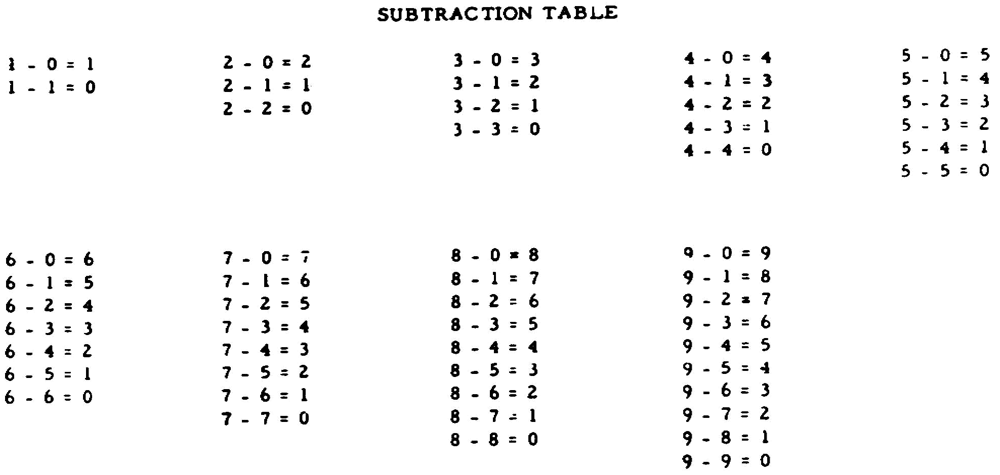 SUBTRACTION TABLE
1 - 0 = 1
1 - 1 = 0
2 - 0 = 2
2 - 1 = 1
2 - 2 = 0
3 - 0 = 3
3 - 1 = 2
3 - 2 = 1
3 - 3 = 0
4 - 0 = 4
4 - 1 = 3
4 - 2 = 2
4 - 3 = 1
4 - 4 = 0
5 - 0 = 5
5 - 1 = 4
5 - 2 = 3
5 - 3 = 2
5 - 4 = 1
5 - 5 = 0
6 - 0 = 6
6 - 1 = 5
6 - 2 = 4
6 - 3 = 3
6 - 4 = 2
6 - 5 = 1
6 - 6 = 0
7 - 0 = 7
7 - 1 = 6
7 - 2 = 5
7 - 3 = 4
7 - 4 = 3
7 - 5 = 2
7 - 6 = 1
7 - 7 = 0
8 - 0 = 8
8 - 1 = 7
8 - 2 = 6
8 - 3 = 5
8 - 4 = 4
8 - 5 = 3
8 - 6 = 2
8 - 7 = 1
8 - 8 = 0
9 - 0 = 9
9 - 1 = 8
9 - 2 = 7
9 - 3 = 6
9 - 4 = 5
9 - 5 = 4
9 - 6 = 3
9 - 7 = 2
9 - 8 = 1
9 - 9 = 0